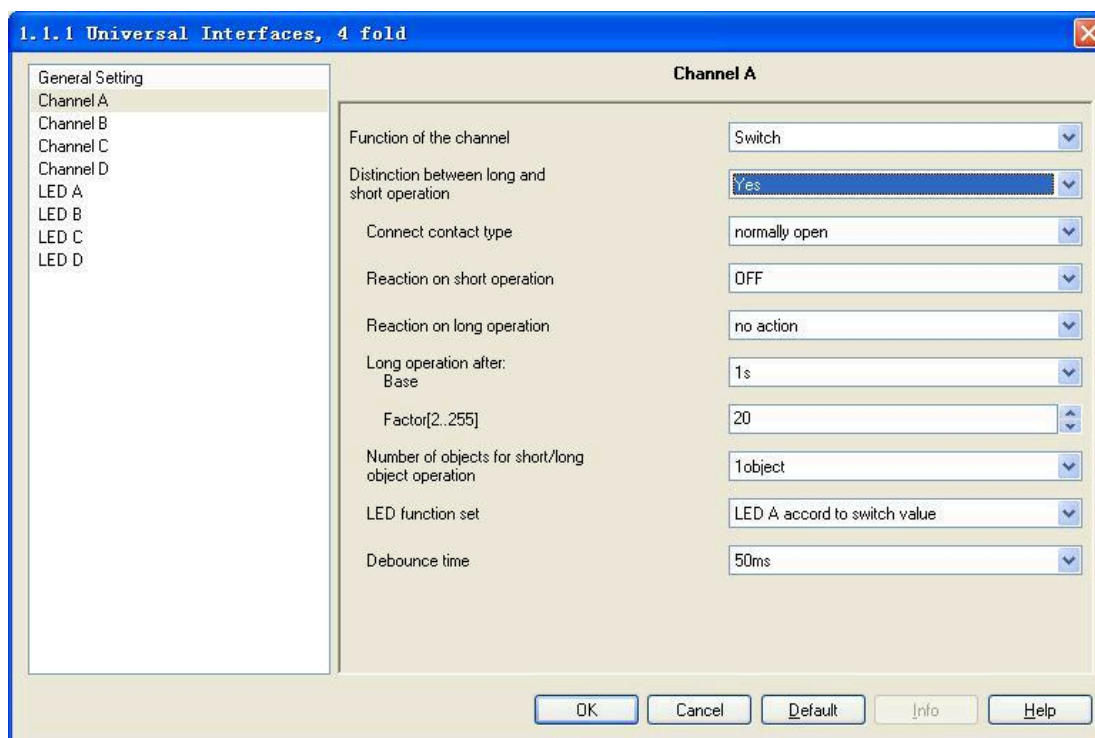 1.1.1 Universal Interfaces, 4 fold
General Setting
Channel A
Channel B
Channel C
Channel D
LED A
LED B
LED C
LED D
Channel A
Function of the channel
Switch
Distinction between long and
short operation
Yes
Connect contact type
normally open
Reaction on short operation
OFF
Reaction on long operation
no action
Long operation after:
Base
1s
Factor[2..255]
20
Number of objects for short/long
object operation
1object
LED function set
LED A accord to switch value
Debounce time
50ms
OK
Cancel
Default
Info
Help